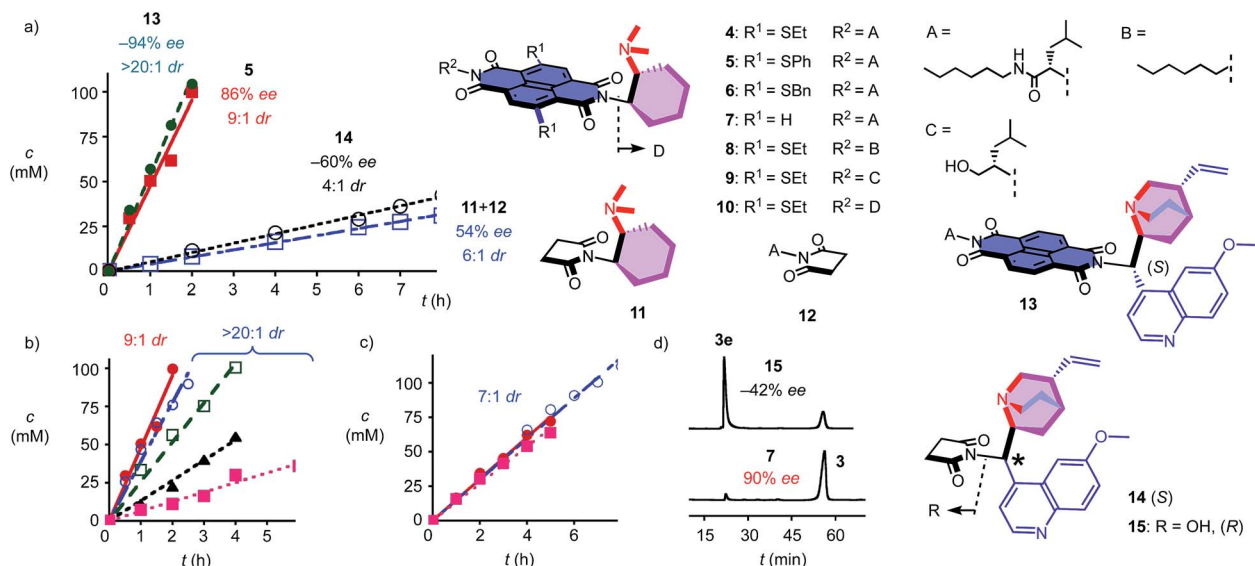 a)
13
–94% ee
>20:1 dr
5
86% ee
9:1 dr
14
–60% ee
4:1 dr
11+12
54% ee
6:1 dr
c
(mM)
100
75
50
25
0
0 1 2 3 4 5 6 7
t (h)
R¹
R²
N
O
O
O
O
N
N
R¹
D
4: R¹ = SEt R² = A
5: R¹ = SPh R² = A
6: R¹ = SBn R² = A
7: R¹ = H R² = A
8: R¹ = SEt R² = B
9: R¹ = SEt R² = C
10: R¹ = SEt R² = D
A =
H
N
O
B =
C =
HO
O
N
O
N
11
A
N
O
O
12
A
N
O
O
O
O
N
N
(S)
O
N
13
b)
9:1 dr
>20:1 dr
c
(mM)
100
75
50
25
0
1 2 3 4 5
t (h)
c)
7:1 dr
100
75
50
25
0
0 2 4 6
t (h)
d)
3e
15
–42% ee
7
90% ee
3
15 30 45 60
t (min)
N
O
N
O
*
R
O
N
14 (S)
15: R = OH, (R)